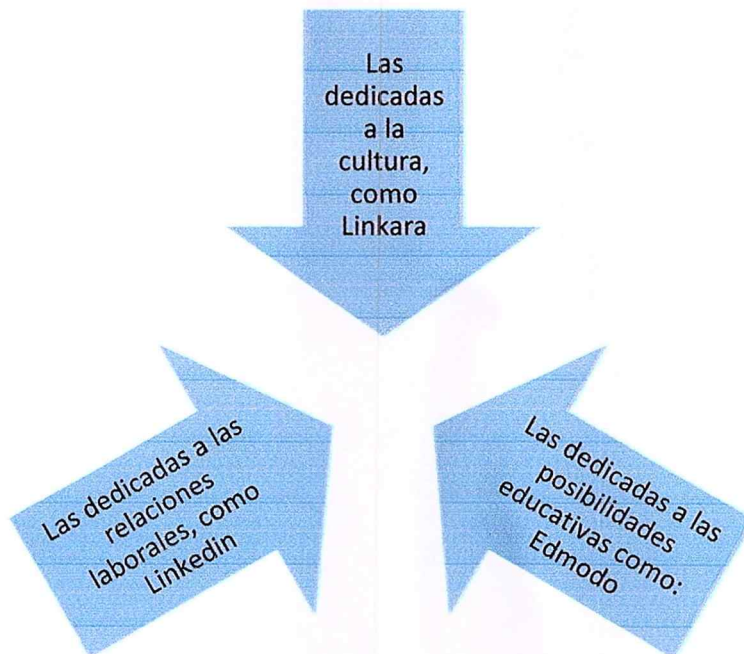 Las
dedicadas
a la
cultura,
como
Linkara
Las dedicadas a las
relaciones
laborales, como
Linkedin
Las dedicadas a las
posibilidades
educativas como:
Edmodo